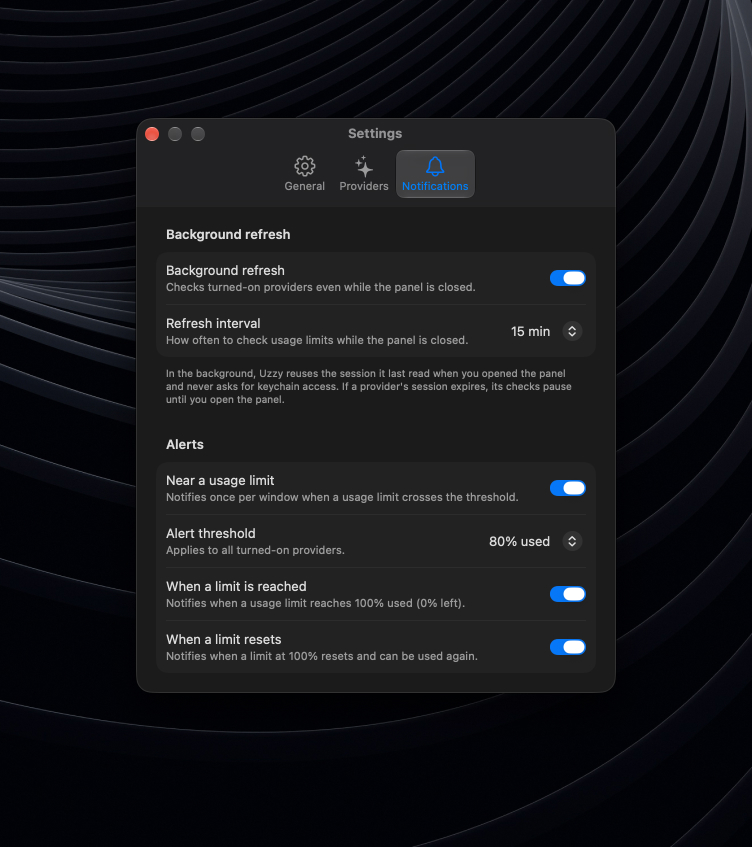 Settings
General
Providers
Notifications
Background refresh
Background refresh
Checks turned-on providers even while the panel is closed.
Refresh interval
How often to check usage limits while the panel is closed.
15 min
In the background, Uzzy reuses the session it last read when you opened the panel
and never asks for keychain access. If a provider's session expires, its checks pause
until you open the panel.
Alerts
Near a usage limit
Notifies once per window when a usage limit crosses the threshold.
Alert threshold
Applies to all turned-on providers.
80% used
When a limit is reached
Notifies when a usage limit reaches 100% used (0% left).
When a limit resets
Notifies when a limit at 100% resets and can be used again.